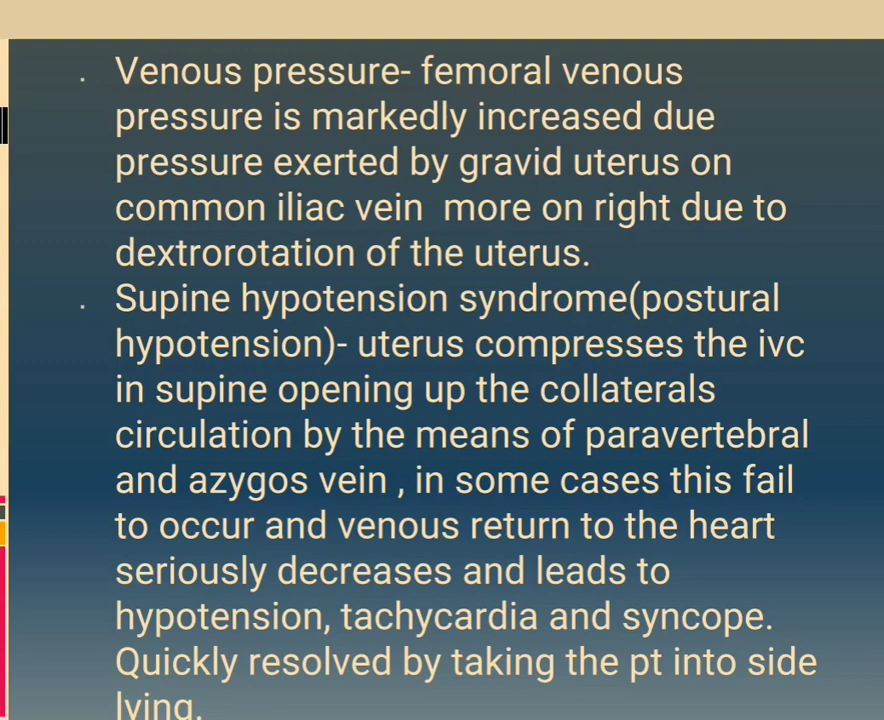 . Venous pressure- femoral venous
pressure is markedly increased due
pressure exerted by gravid uterus on
common iliac vein  more on right due to
dextrorotation of the uterus.
. Supine hypotension syndrome(postural
hypotension)- uterus compresses the ivc
in supine opening up the collaterals
circulation by the means of paravertebral
and azygos vein , in some cases this fail
to occur and venous return to the heart
seriously decreases and leads to
hypotension, tachycardia and syncope.
Quickly resolved by taking the pt into side
lying.